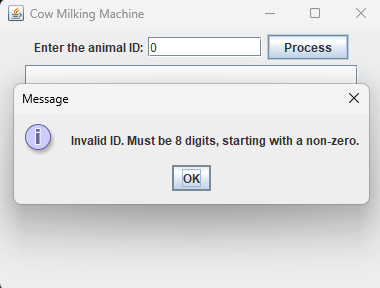 Cow Milking Machine
Enter the animal ID: 0 Process
Message
Invalid ID. Must be 8 digits, starting with a non-zero.
OK